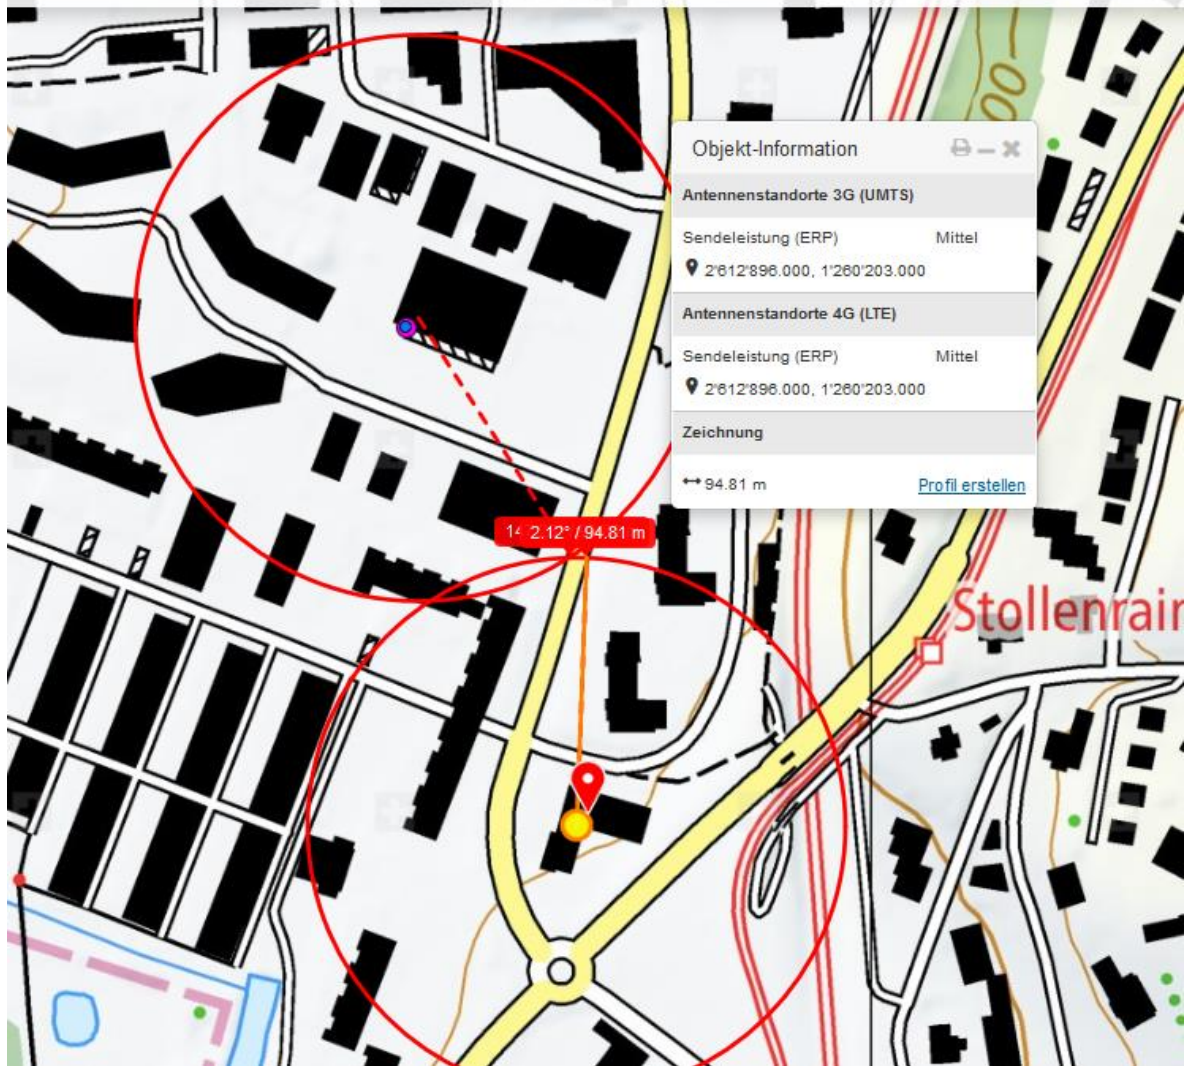 00
Objekt-Information
Antennenstandorte 3G (UMTS)
Sendeleistung (ERP) Mittel
2'612'896.000, 1'260'203.000
Antennenstandorte 4G (LTE)
Sendeleistung (ERP) Mittel
2'612'896.000, 1'260'203.000
Zeichnung
94.81 m Profil erstellen
14 2.12° / 94.81 m
Stollenrain